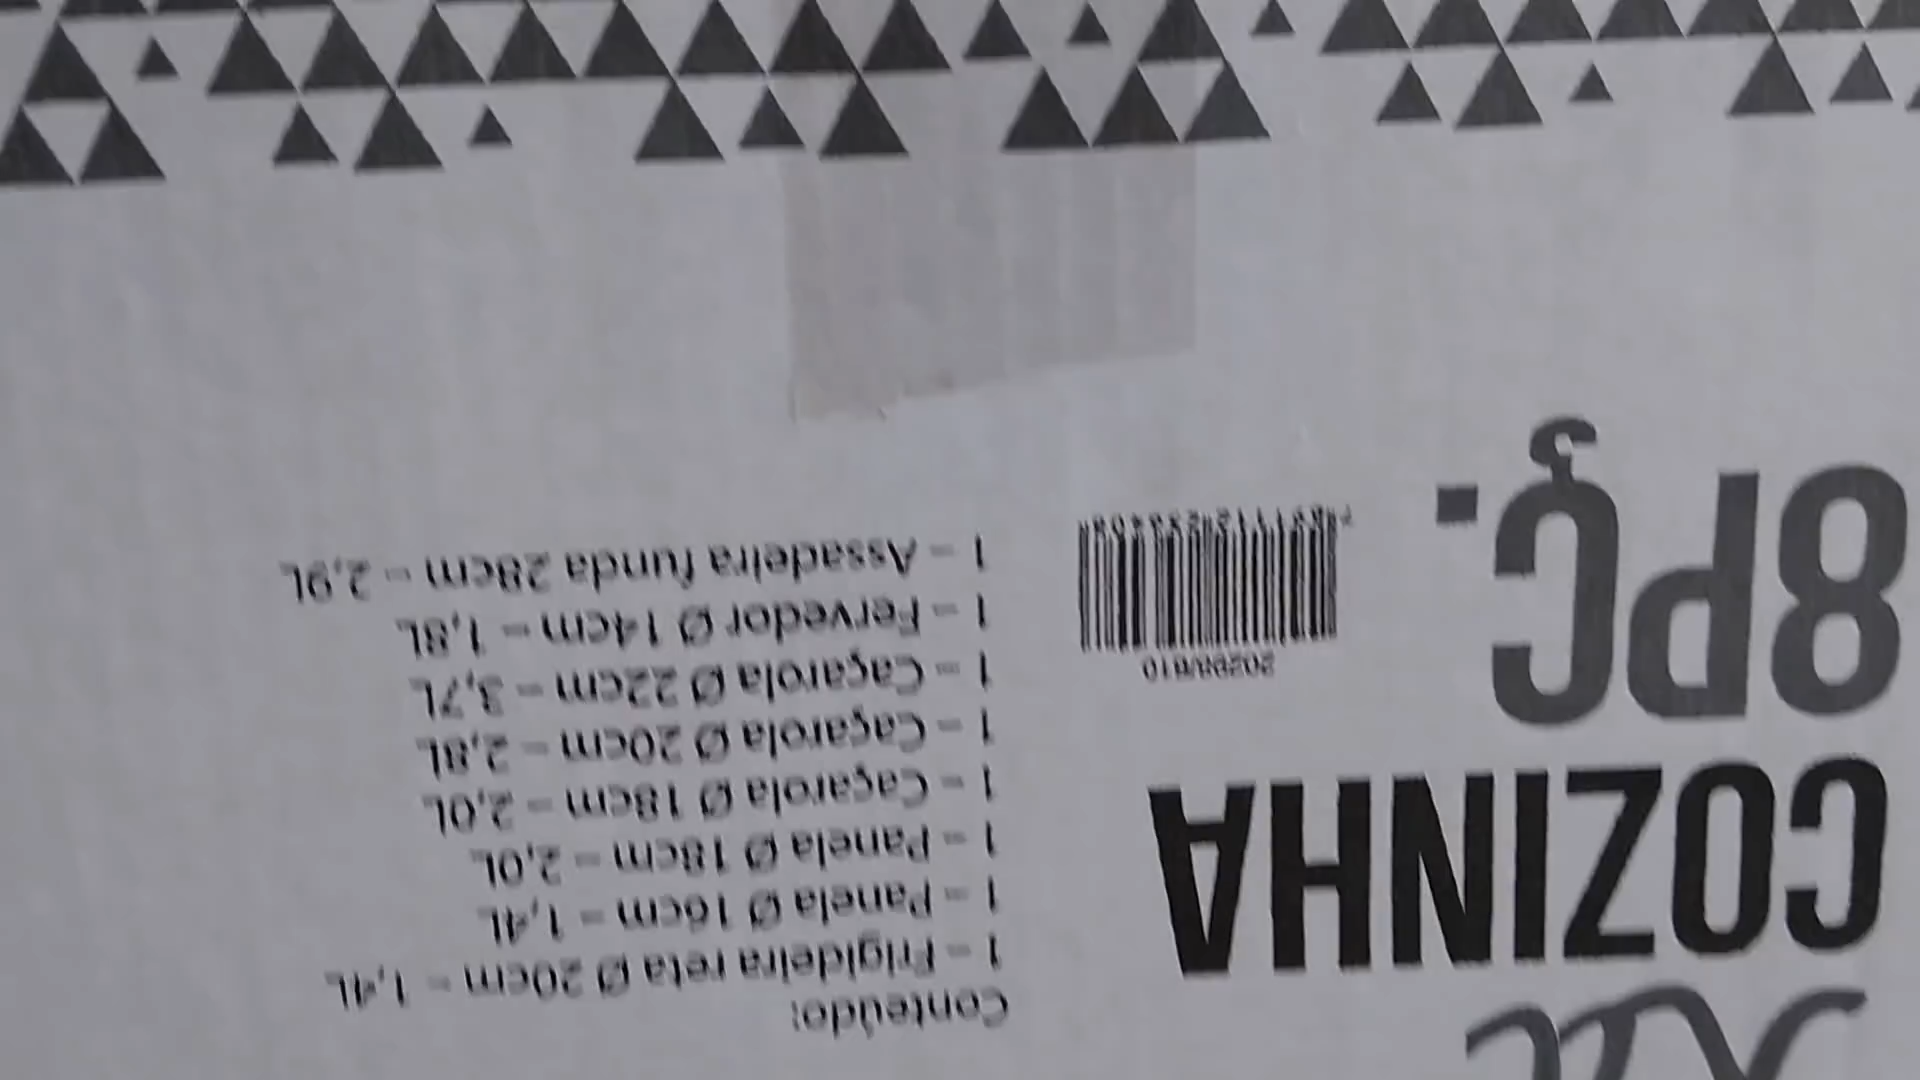 Kit
COZINHA
8PÇ.
Conteúdo:
1 - Frigideira reta Ø 20cm - 1,4L
1 - Panela Ø 16cm - 1,4L
1 - Panela Ø 18cm - 2,0L
1 - Caçarola Ø 18cm - 2,0L
1 - Caçarola Ø 20cm - 2,8L
1 - Caçarola Ø 22cm - 3,7L
1 - Fervedor Ø 14cm - 1,8L
1 - Assadeira funda 28cm - 2,9L